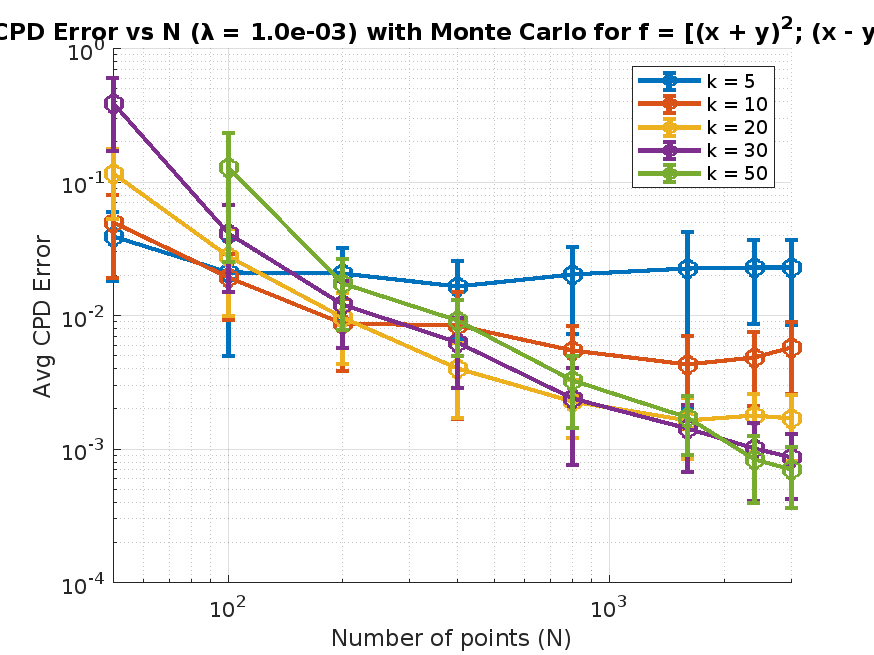 CPD Error vs N (λ = 1.0e-03) with Monte Carlo for f = [(x + y)²; (x - y
10⁰
10⁻¹
10⁻²
10⁻³
10⁻⁴
Avg CPD Error
k = 5
k = 10
k = 20
k = 30
k = 50
10² 10³
Number of points (N)